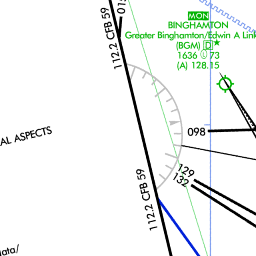 MON
BINGHAMTON
Greater Binghamton/Edwin A Link
(BGM) D*
1636 73
(A) 128.15
112.2 CFB 59
098
AL ASPECTS
129
132
112.2 CFB 59